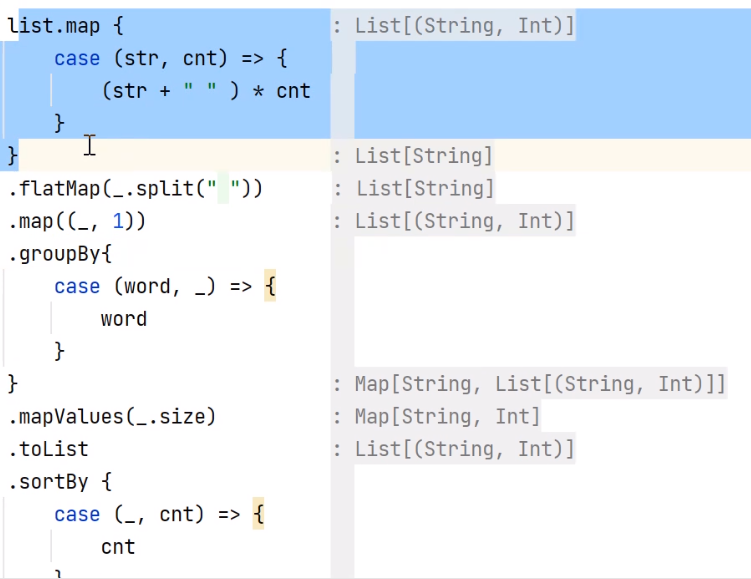 list.map { : List[(String, Int)]
case (str, cnt) => {
(str + " " ) * cnt
}
} : List[String]
.flatMap(_.split(" ")) : List[String]
.map((_, 1)) : List[(String, Int)]
.groupBy{
case (word, _) => {
word
}
} : Map[String, List[(String, Int)]]
.mapValues(_.size) : Map[String, Int]
.toList : List[(String, Int)]
.sortBy {
case (_, cnt) => {
cnt
}